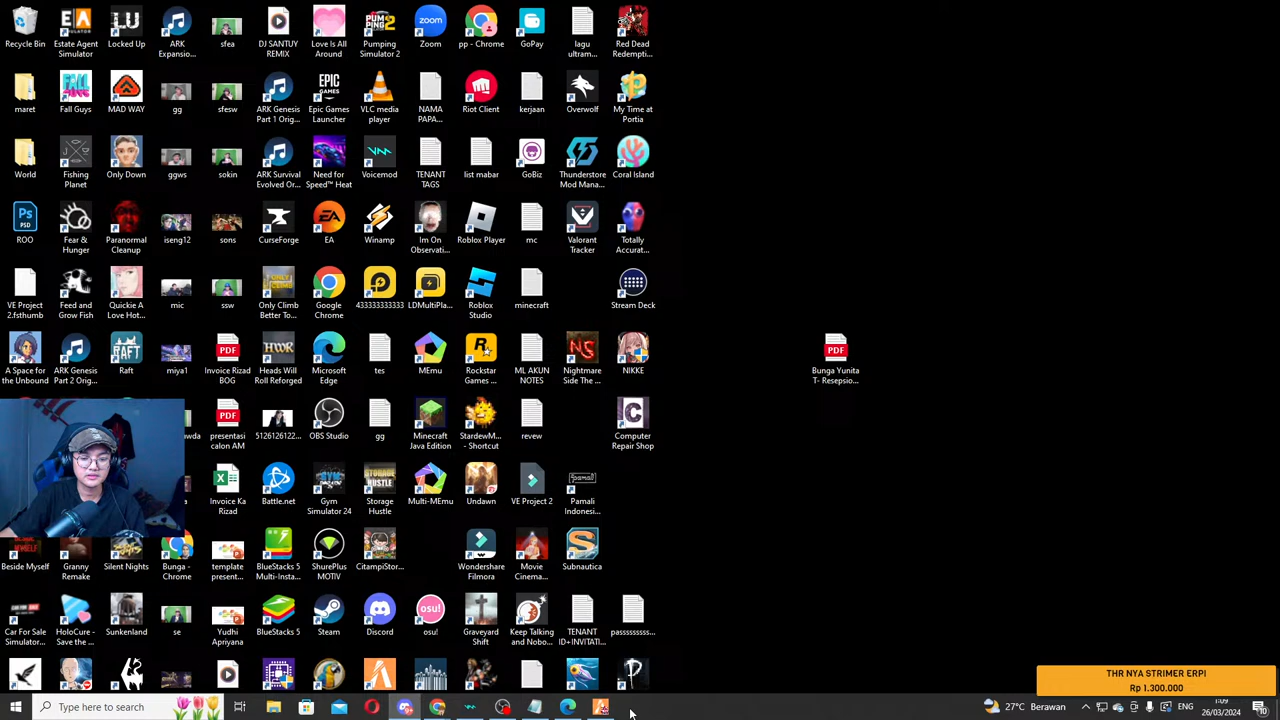 Recycle Bin
Estate Agent
Simulator
Locked Up
ARK
Expansio...
sfea
DJ SANTUY
REMIX
Love Is All
Around
Pumping
Simulator 2
Zoom
pp - Chrome
GoPay
lagu
ultram...
Red Dead
Redempti...
maret
Fall Guys
MAD WAY
gg
sfesw
ARK Genesis
Part 1 Orig...
Epic Games
Launcher
VLC media
player
NAMA
PAPA...
Riot Client
kerjaan
Overwolf
My Time at
Portia
World
Fishing
Planet
Only Down
ggws
sokin
ARK Survival
Evolved Or...
Need for
Speed™ Heat
Voicemod
TENANT
TAGS
list mabar
GoBiz
Thunderstore
Mod Mana...
Coral Island
ROO
Fear &
Hunger
Paranormal
Cleanup
iseng12
sons
CurseForge
EA
Winamp
Im On
Observati...
Roblox Player
mc
Valorant
Tracker
Totally
Accurat...
VE Project
2.fsthumb
Feed and
Grow Fish
Quickie A
Love Hot...
mic
ssw
Only Climb
Better To...
Google
Chrome
433333333333
LDMultiPla...
Roblox
Studio
minecraft
Stream Deck
A Space for
the Unbound
ARK Genesis
Part 2 Orig...
Raft
miya1
Invoice Rizad
BOG
Heads Will
Roll Reforged
Microsoft
Edge
tes
MEmu
Rockstar
Games ...
ML AKUN
NOTES
Nightmare
Side The ...
NIKKE
Bunga Yunita
T- Resepsio...
awda
presentasi
calon AM
5126126122...
OBS Studio
gg
Minecraft
Java Edition
StardewM...
- Shortcut
revew
Computer
Repair Shop
Invoice Ka
Rizad
Battle.net
Gym
Simulator 24
Storage
Hustle
Multi-MEmu
Undawn
VE Project 2
Pamali
Indonesi...
Beside Myself
Granny
Remake
Silent Nights
Bunga -
Chrome
template
present...
BlueStacks 5
Multi-Insta...
ShurePlus
MOTIV
CitampiStor...
Wondershare
Filmora
Movie
Cinema...
Subnautica
Car For Sale
Simulator...
HoloCure -
Save the ...
Sunkenland
se
Yudhi
Apriyana
BlueStacks 5
Steam
Discord
osu!
Graveyard
Shift
Keep Talking
and Nobo...
TENANT
ID+INVITATI...
passsssssss...
THR NYA STRIMER ERPI
Rp 1.300.000
Type here to search
27°C Berawan
1:09
26/03/2024